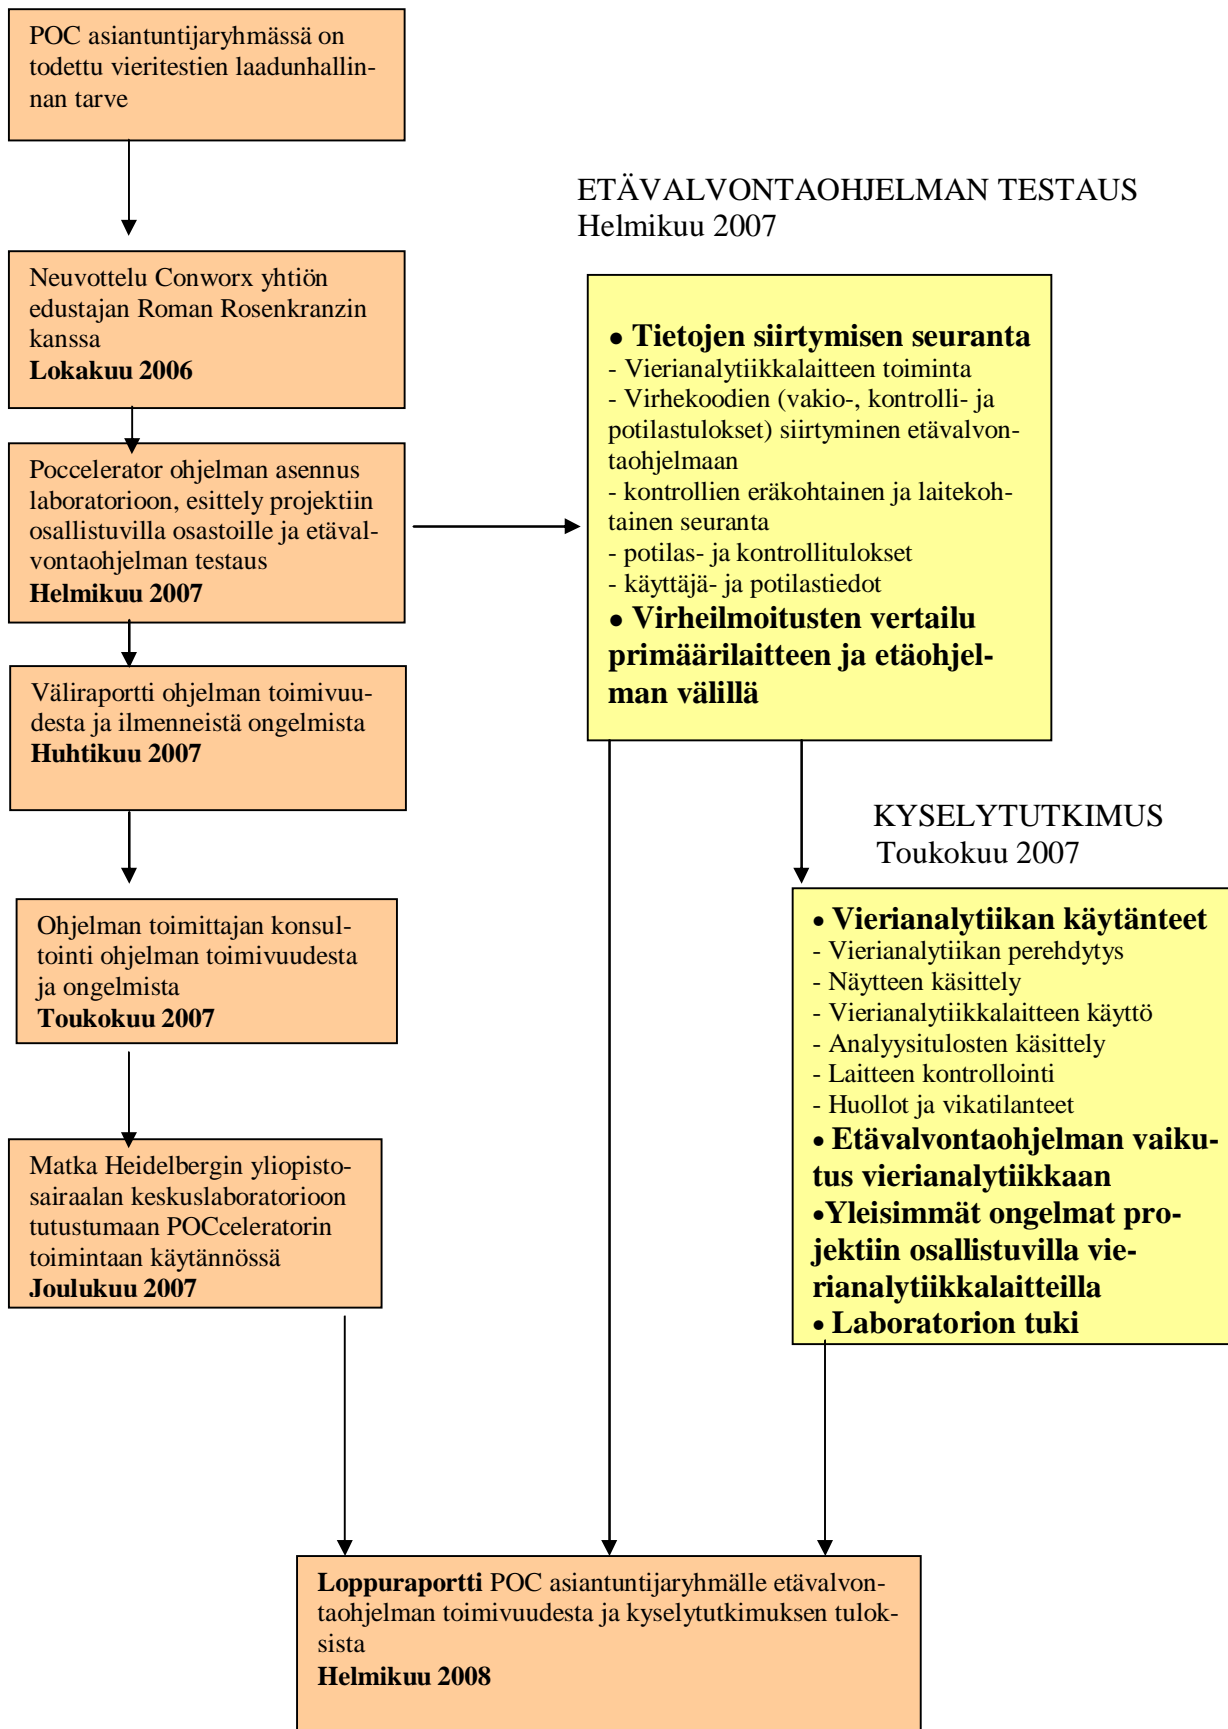 POC asiantuntijaryhmässä on
todettu vieritestien laadunhallin-
nan tarve
Neuvottelu Conworx yhtiön
edustajan Roman Rosenkranzin
kanssa
Lokakuu 2006
Poccelerator ohjelman asennus
laboratorioon, esittely projektiin
osallistuvilla osastoille ja etäval-
vontaohjelman testaus
Helmikuu 2007
Väliraportti ohjelman toimivuu-
desta ja ilmenneistä ongelmista
Huhtikuu 2007
Ohjelman toimittajan konsul-
tointi ohjelman toimivuudesta
ja ongelmista
Toukokuu 2007
Matka Heidelbergin yliopisto-
sairaalan keskuslaboratorioon
tutustumaan POCceleratorin
toimintaan käytännössä
Joulukuu 2007
ETÄVALVONTAOHJELMAN TESTAUS
Helmikuu 2007
• Tietojen siirtymisen seuranta
- Vierianalytiikkalaitteen toiminta
- Virhekoodien (vakio-, kontrolli- ja
potilastulokset) siirtyminen etävalvon-
taohjelmaan
- kontrollien eräkohtainen ja laitekoh-
tainen seuranta
- potilas- ja kontrollitulokset
- käyttäjä- ja potilastiedot
• Virheilmoitusten vertailu
primäärilaitteen ja etäohjel-
man välillä
KYSELYTUTKIMUS
Toukokuu 2007
• Vierianalytiikan käytänteet
- Vierianalytiikan perehdytys
- Näytteen käsittely
- Vierianalytiikkalaitteen käyttö
- Analyysitulosten käsittely
- Laitteen kontrollointi
- Huollot ja vikatilanteet
• Etävalvontaohjelman vaiku-
tus vierianalytiikkaan
•Yleisimmät ongelmat pro-
jektiin osallistuvilla vie-
rianalytiikkalaitteilla
• Laboratorion tuki
Loppuraportti POC asiantuntijaryhmälle etävalvon-
taohjelman toimivuudesta ja kyselytutkimuksen tulok-
sista
Helmikuu 2008